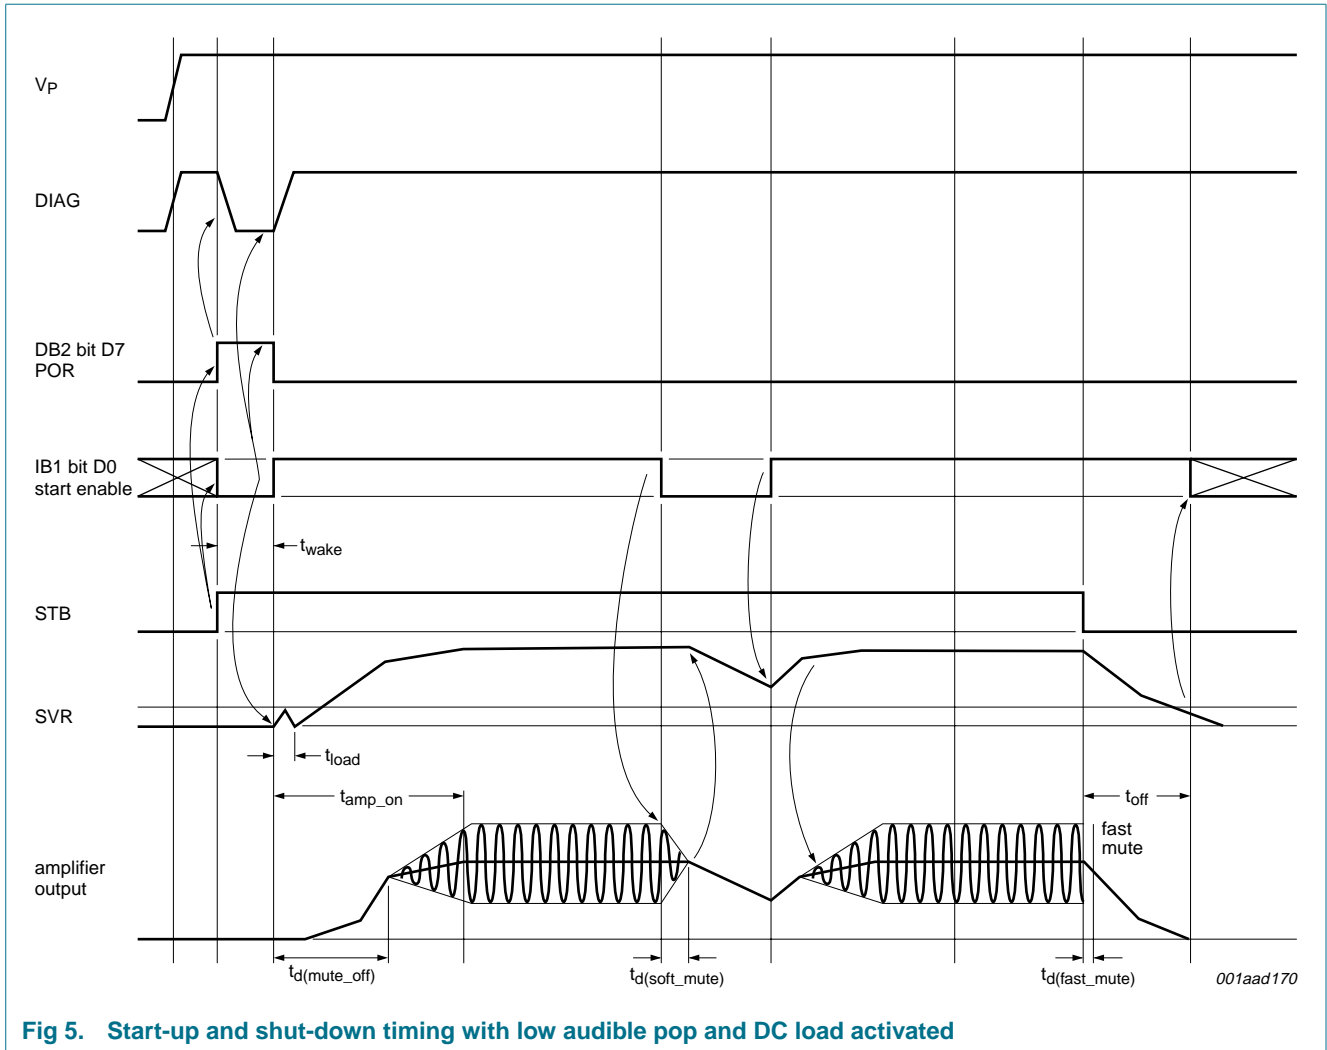 VP
DIAG
DB2 bit D7
POR
IB1 bit D0
start enable
twake
STB
SVR
tload
tamp_on
toff
fast
mute
amplifier
output
td(mute_off)
td(soft_mute)
td(fast_mute)
001aad170
Fig 5. Start-up and shut-down timing with low audible pop and DC load activated